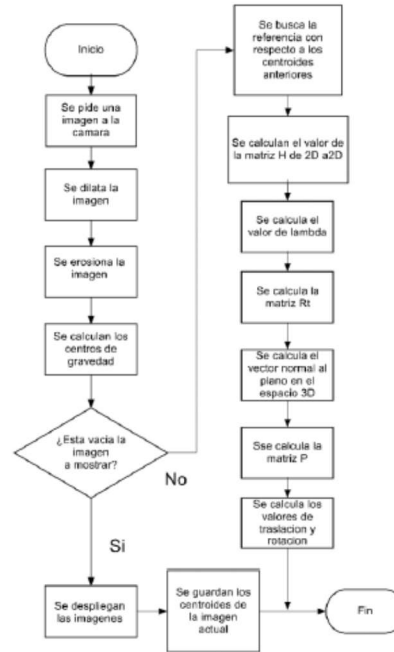 Inicio
Se pide una
imagen a la
camara
Se dilata la
imagen
Se erosiona la
imagen
Se calculan los
centros de
gravedad
¿Esta vacia la
imagen
a mostrar?
No
Si
Se despliegan
las imagenes
Se guardan los
centroides de
la imagen
actual
Se busca la
referencia con
respecto a los
centroides
anteriores
Se calculan el valor de
la matriz H de 2D a2D
Se calcula el
valor de lambda
Se calcula la
matriz Rt
Se calcula el
vector normal al
plano en el
espacio 3D
Sse calcula la
matriz P
Se calcula los
valores de
traslacion y
rotacion
Fin